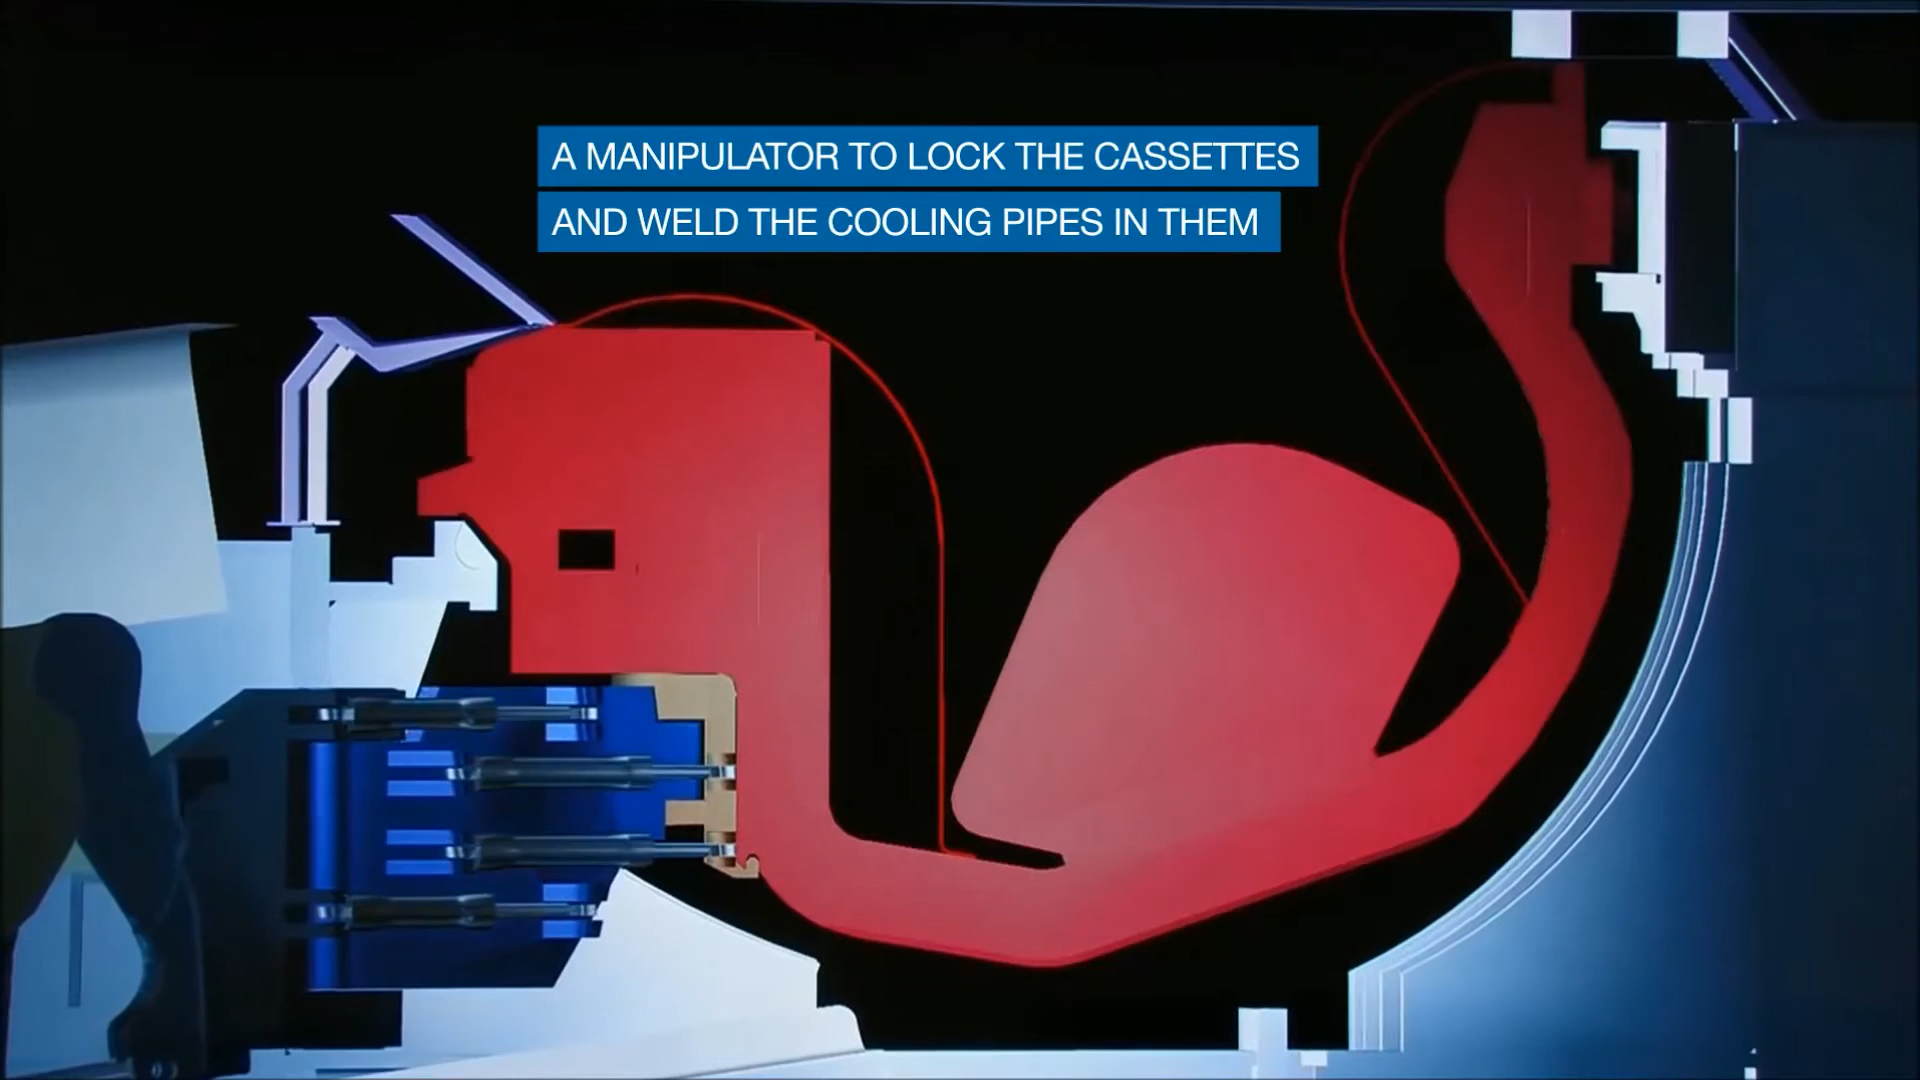 A MANIPULATOR TO LOCK THE CASSETTES
AND WELD THE COOLING PIPES IN THEM